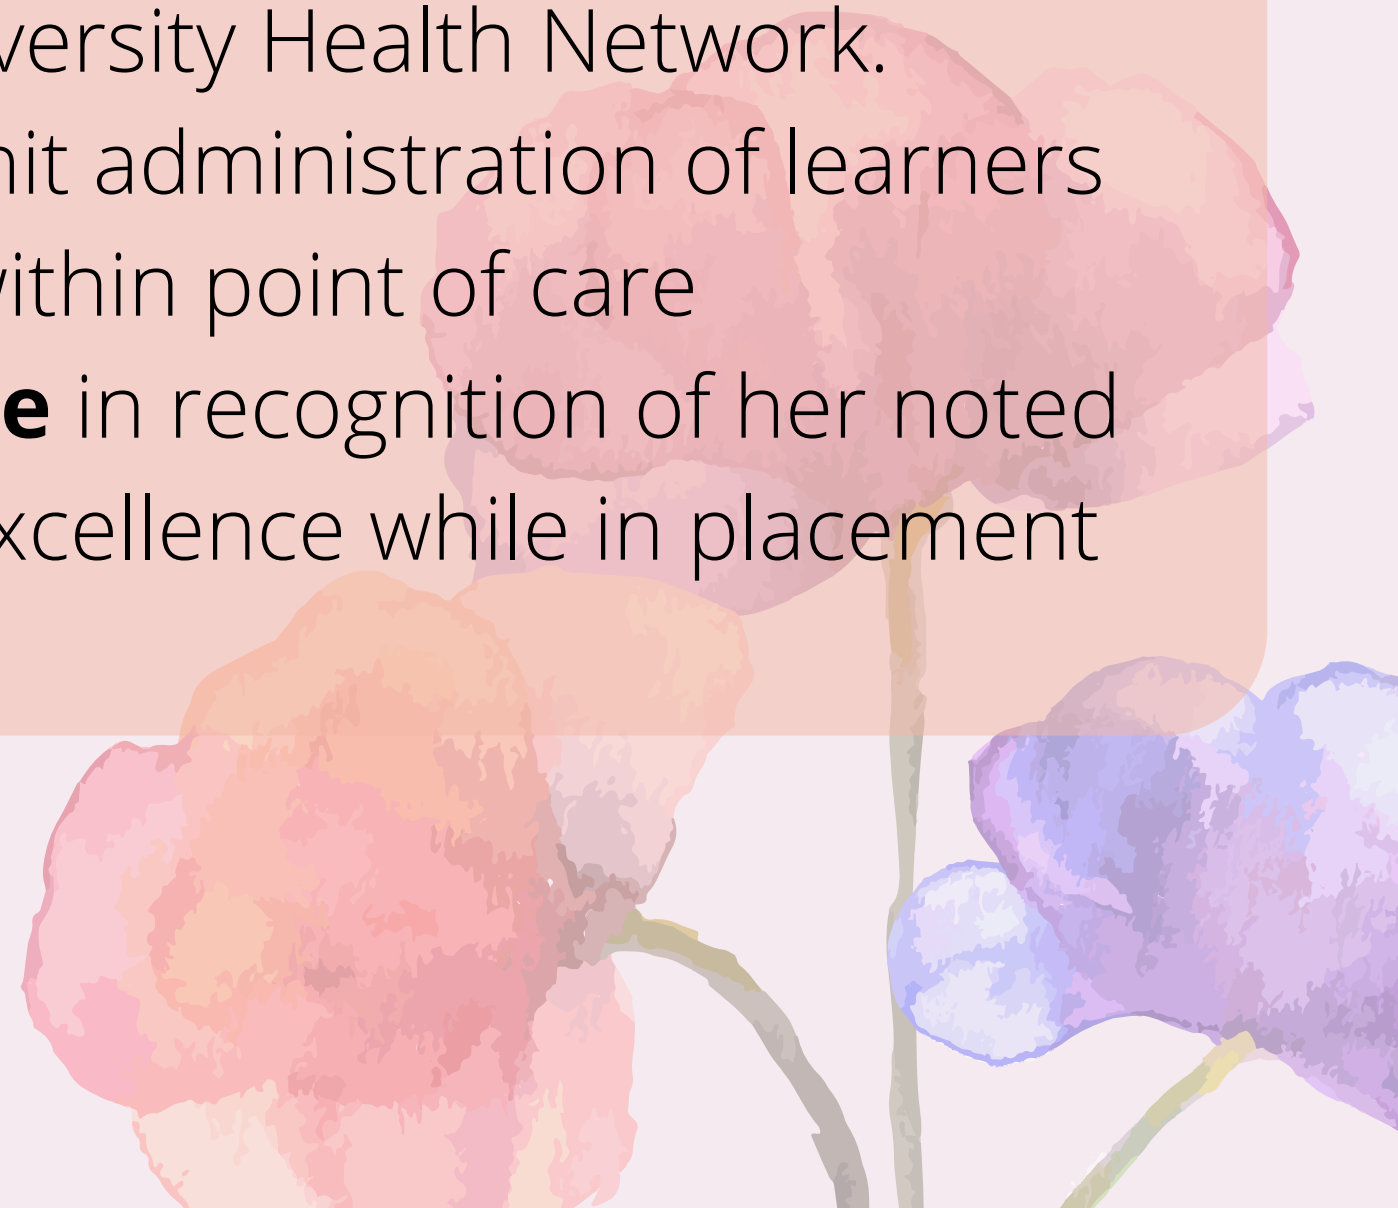 versity Health Network.
nit administration of learners
within point of care
e in recognition of her noted
xcellence while in placement